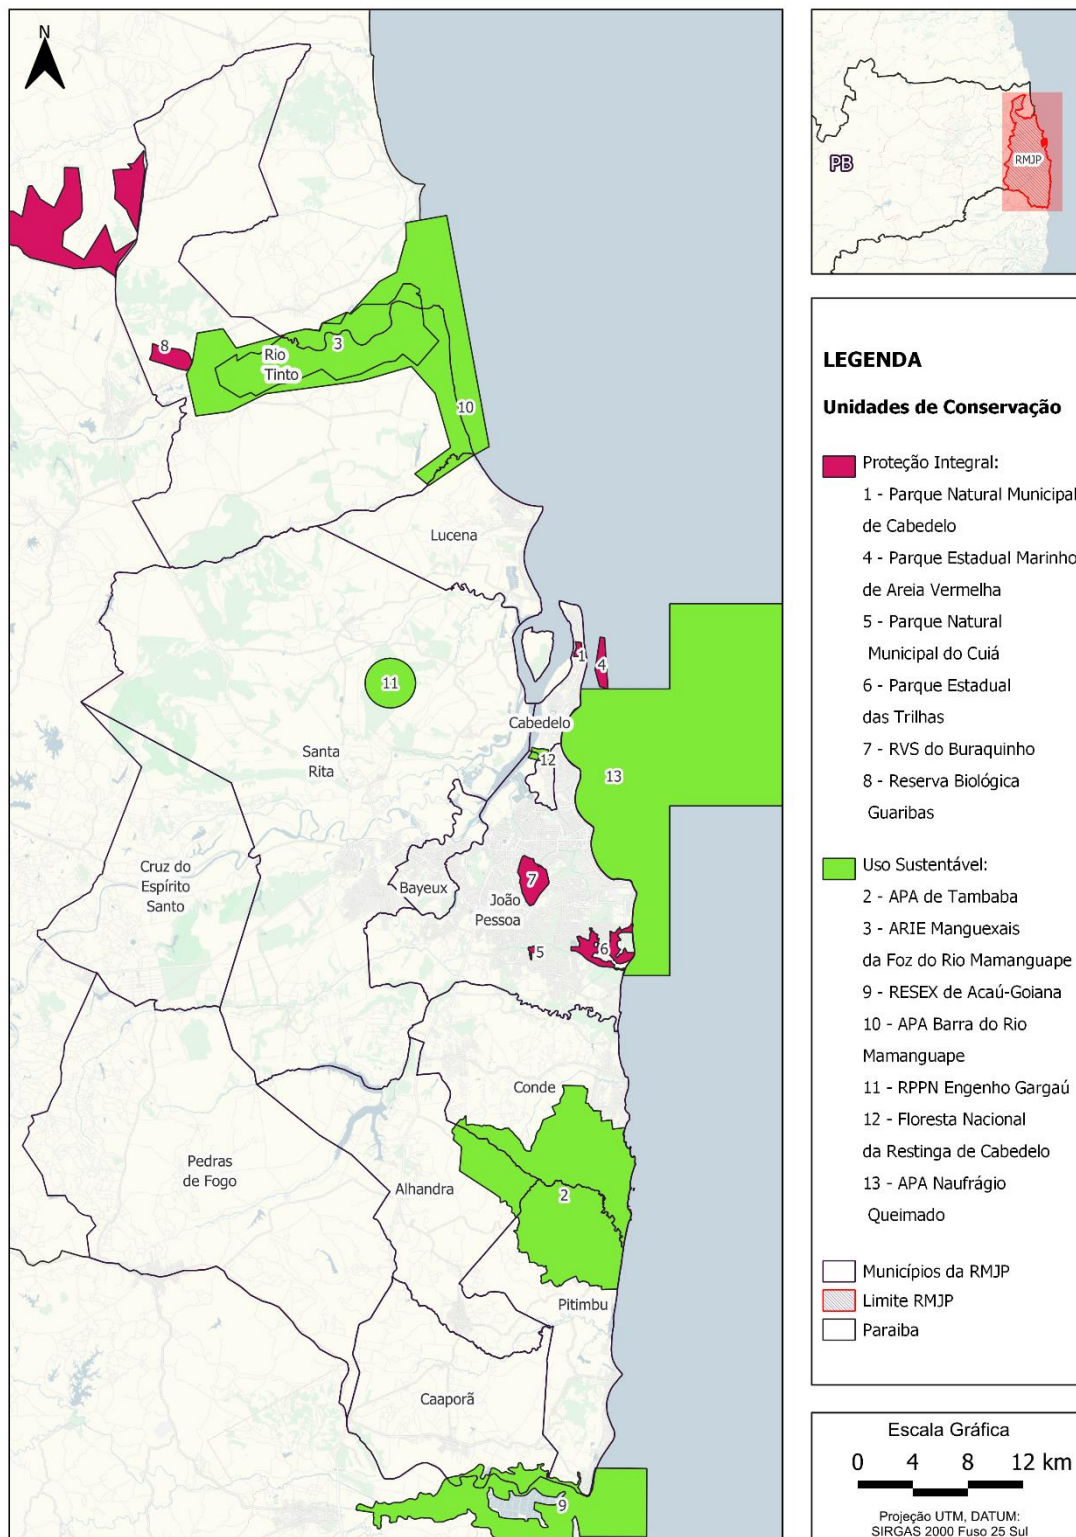 N
8
Rio
Tinto
3
10
Lucena
1
4
11
Cabedelo
12
13
Santa
Rita
Cruz do
Espírito
Santo
Bayeux
7
João
Pessoa
5
6
Conde
Pedras
de Fogo
Alhandra
2
Pitimbu
Caaporã
9
PB
RMJP
LEGENDA
Unidades de Conservação
Proteção Integral:
1 - Parque Natural Municipal
de Cabedelo
4 - Parque Estadual Marinho
de Areia Vermelha
5 - Parque Natural
Municipal do Cuiá
6 - Parque Estadual
das Trilhas
7 - RVS do Buraquinho
8 - Reserva Biológica
Guaribas
Uso Sustentável:
2 - APA de Tambaba
3 - ARIE Manguexais
da Foz do Rio Mamanguape
9 - RESEX de Acaú-Goiana
10 - APA Barra do Rio
Mamanguape
11 - RPPN Engenho Gargaú
12 - Floresta Nacional
da Restinga de Cabedelo
13 - APA Naufrágio
Queimado
Municípios da RMJP
Limite RMJP
Paraiba
Escala Gráfica
0 4 8 12 km
Projeção UTM, DATUM:
SIRGAS 2000 Fuso 25 Sul